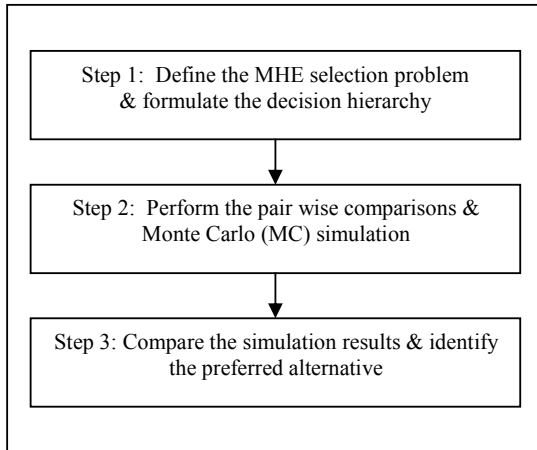 Step 1:  Define the MHE selection problem
& formulate the decision hierarchy
Step 2:  Perform the pair wise comparisons &
Monte Carlo (MC) simulation
Step 3: Compare the simulation results & identify
the preferred alternative